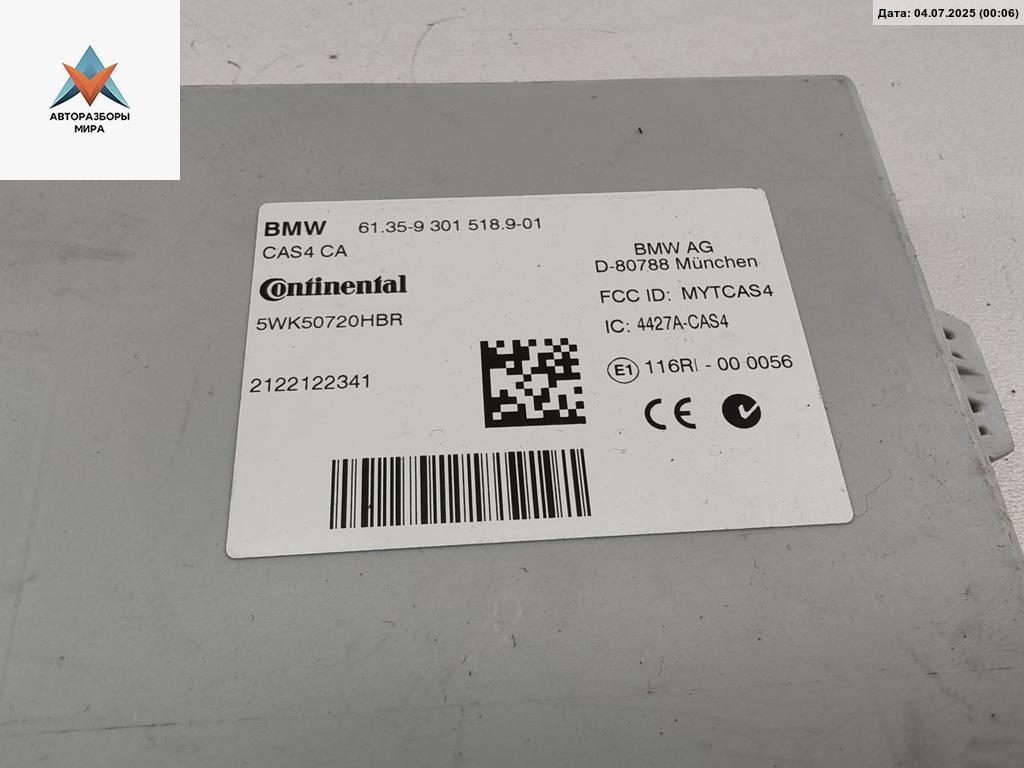 Дата: 04.07.2025 (00:06)
АВТОРАЗБОРЫ
МИРА
BMW 61.35-9 301 518.9-01
CAS4 CA
Continental
5WK50720HBR
2122122341
BMW AG
D-80788 München
FCC ID: MYTCAS4
IC: 4427A-CAS4
E1 116RI - 00 0056
CE